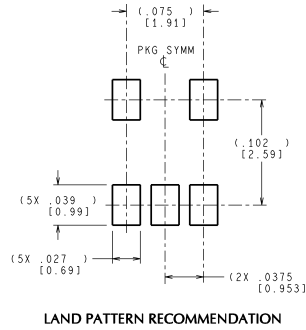 (.075 )
[1.91]
PKG SYMM
℄
(.102 )
[2.59]
(5X .039 )
[0.99]
(5X .027 )
[0.69]
(2X .0375
[0.953]
LAND PATTERN RECOMMENDATION